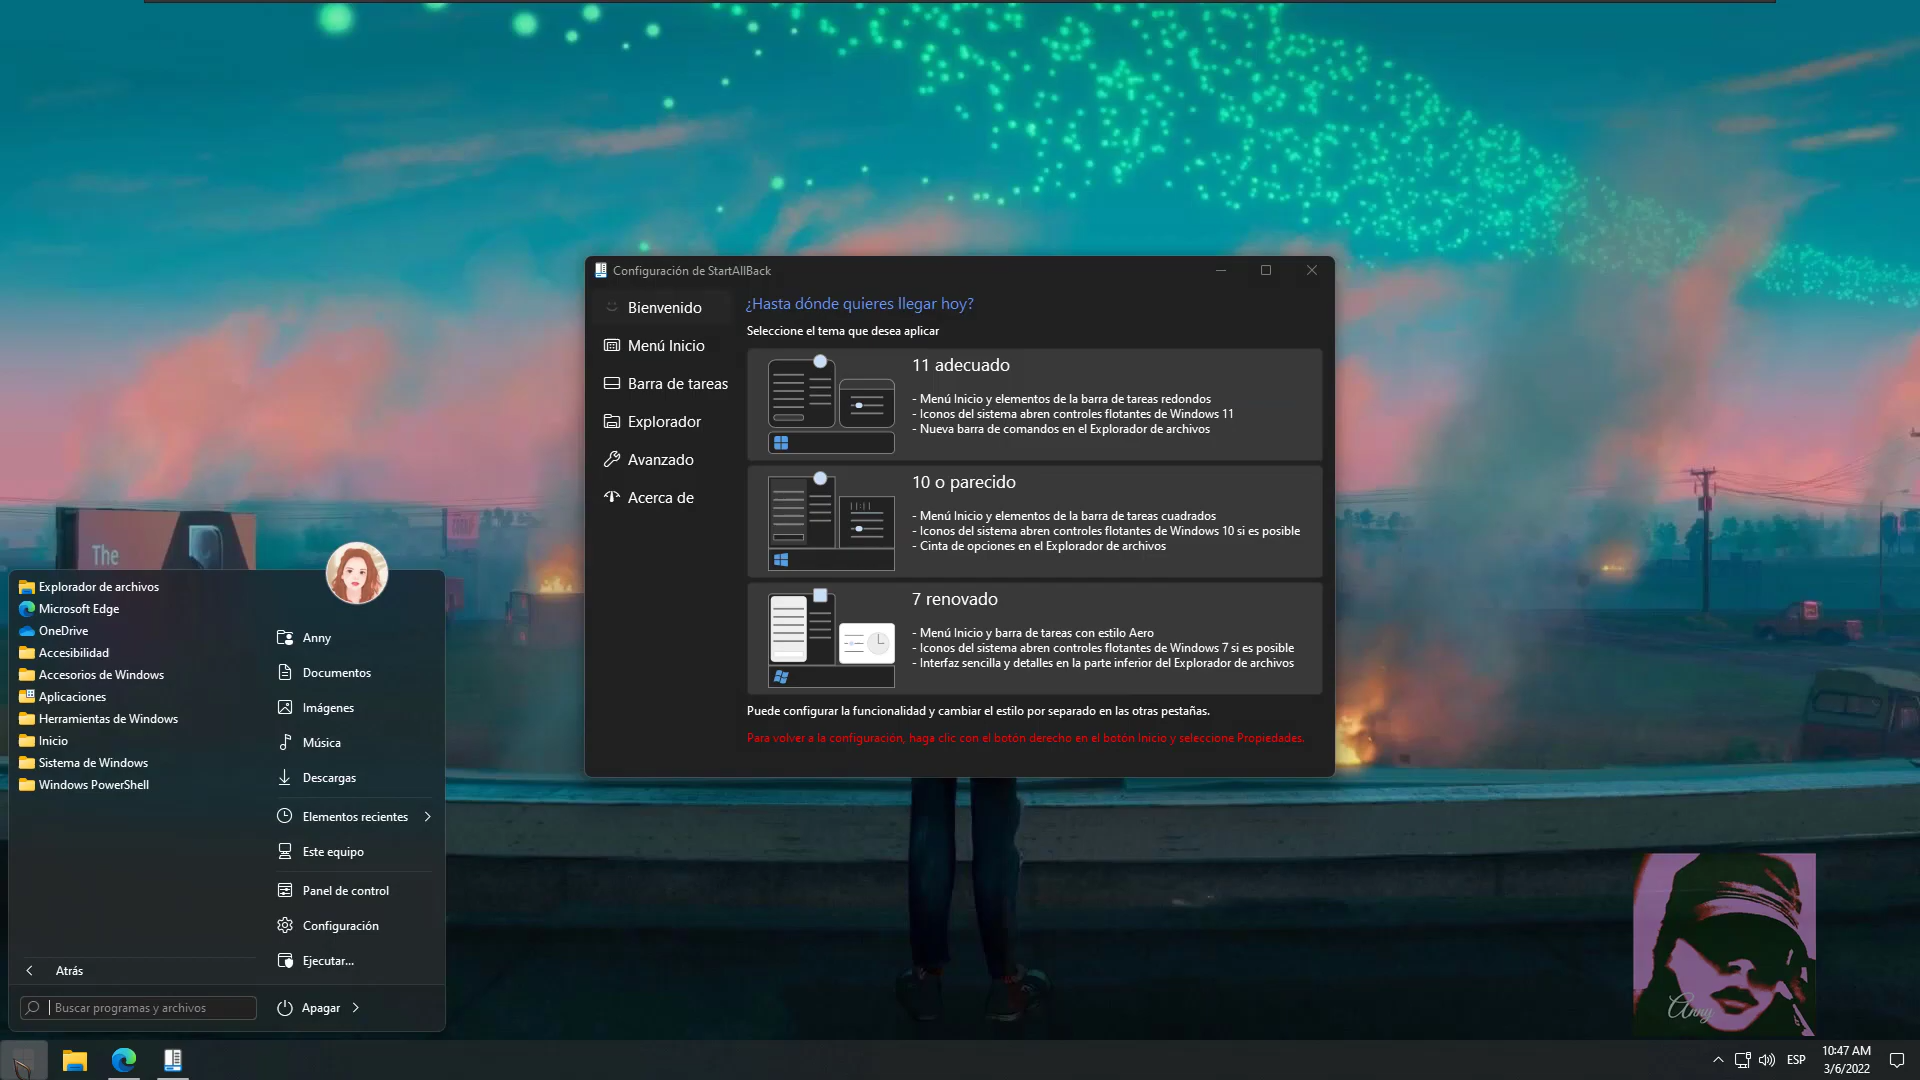 Configuración de StartAllBack
Bienvenido
Menú Inicio
Barra de tareas
Explorador
Avanzado
Acerca de
¿Hasta dónde quieres llegar hoy?
Seleccione el tema que desea aplicar
11 adecuado
- Menú Inicio y elementos de la barra de tareas redondos
- Iconos del sistema abren controles flotantes de Windows 11
- Nueva barra de comandos en el Explorador de archivos
10 o parecido
- Menú Inicio y elementos de la barra de tareas cuadrados
- Iconos del sistema abren controles flotantes de Windows 10 si es posible
- Cinta de opciones en el Explorador de archivos
7 renovado
- Menú Inicio y barra de tareas con estilo Aero
- Iconos del sistema abren controles flotantes de Windows 7 si es posible
- Interfaz sencilla y detalles en la parte inferior del Explorador de archivos
Puede configurar la funcionalidad y cambiar el estilo por separado en las otras pestañas.
Para volver a la configuración, haga clic con el botón derecho en el botón Inicio y seleccione Propiedades.
The
Explorador de archivos
Microsoft Edge
OneDrive
Accesibilidad
Accesorios de Windows
Aplicaciones
Herramientas de Windows
Inicio
Sistema de Windows
Windows PowerShell
Atrás
Buscar programas y archivos
Anny
Documentos
Imágenes
Música
Descargas
Elementos recientes
Este equipo
Panel de control
Configuración
Ejecutar...
Apagar
Anny
ESP
10:47 AM
3/6/2022